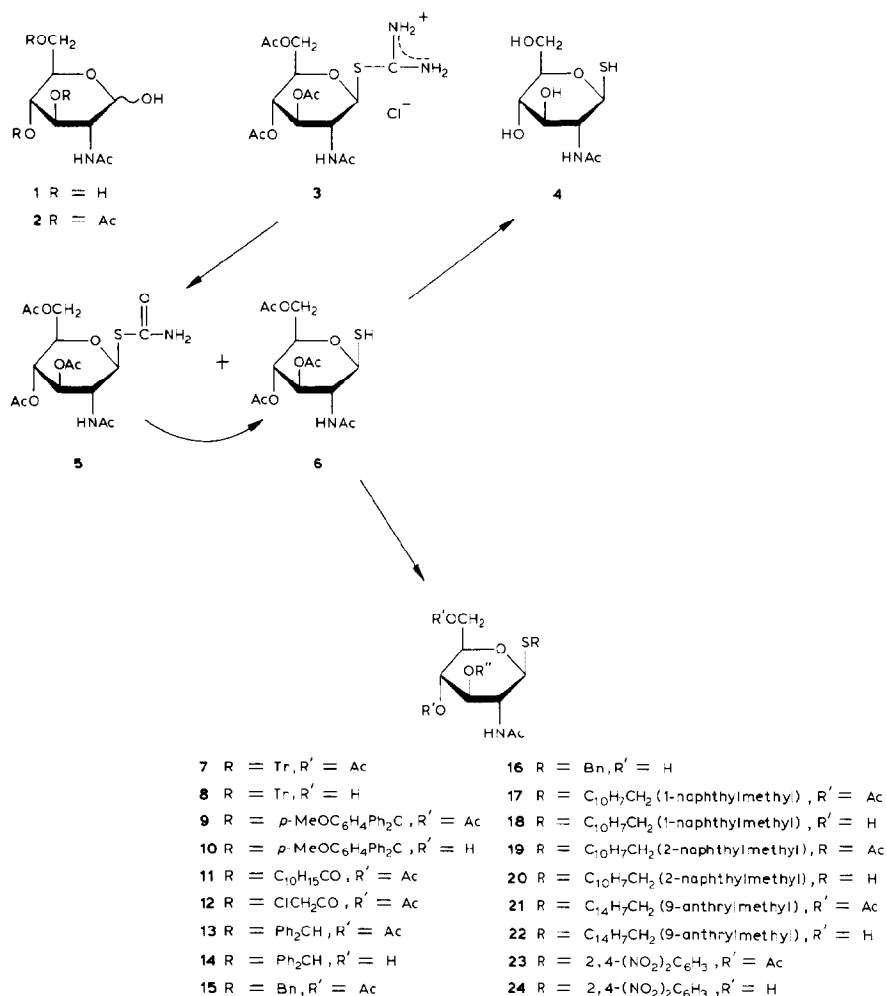 ROCH₂
O
OR
OH
RO
HNAc
1 R = H
2 R = Ac
AcOCH₂
NH₂
+
S
C
NH₂
O
OAc
Cl⁻
AcO
HNAc
3
HOCH₂
O
SH
OH
HO
HNAc
4
AcOCH₂
O
S—C—NH₂
O
OAc
AcO
HNAc
5
+
AcOCH₂
O
SH
OAc
AcO
HNAc
6
R'OCH₂
O
SR
OR''
R'O
HNAc
7 R = Tr, R' = Ac
8 R = Tr, R' = H
9 R = p-MeOC₆H₄Ph₂C, R' = Ac
10 R = p-MeOC₆H₄Ph₂C, R' = H
11 R = C₁₀H₁₅CO, R' = Ac
12 R = ClCH₂CO, R' = Ac
13 R = Ph₂CH, R' = Ac
14 R = Ph₂CH, R' = H
15 R = Bn, R' = Ac
16 R = Bn, R' = H
17 R = C₁₀H₇CH₂ (1-naphthylmethyl), R' = Ac
18 R = C₁₀H₇CH₂ (1-naphthylmethyl), R' = H
19 R = C₁₀H₇CH₂ (2-naphthylmethyl), R' = Ac
20 R = C₁₀H₇CH₂ (2-naphthylmethyl), R' = H
21 R = C₁₄H₇CH₂ (9-anthrylmethyl), R' = Ac
22 R = C₁₄H₇CH₂ (9-anthrylmethyl), R' = H
23 R = 2,4-(NO₂)₂C₆H₃, R' = Ac
24 R = 2,4-(NO₂)₂C₆H₃, R' = H